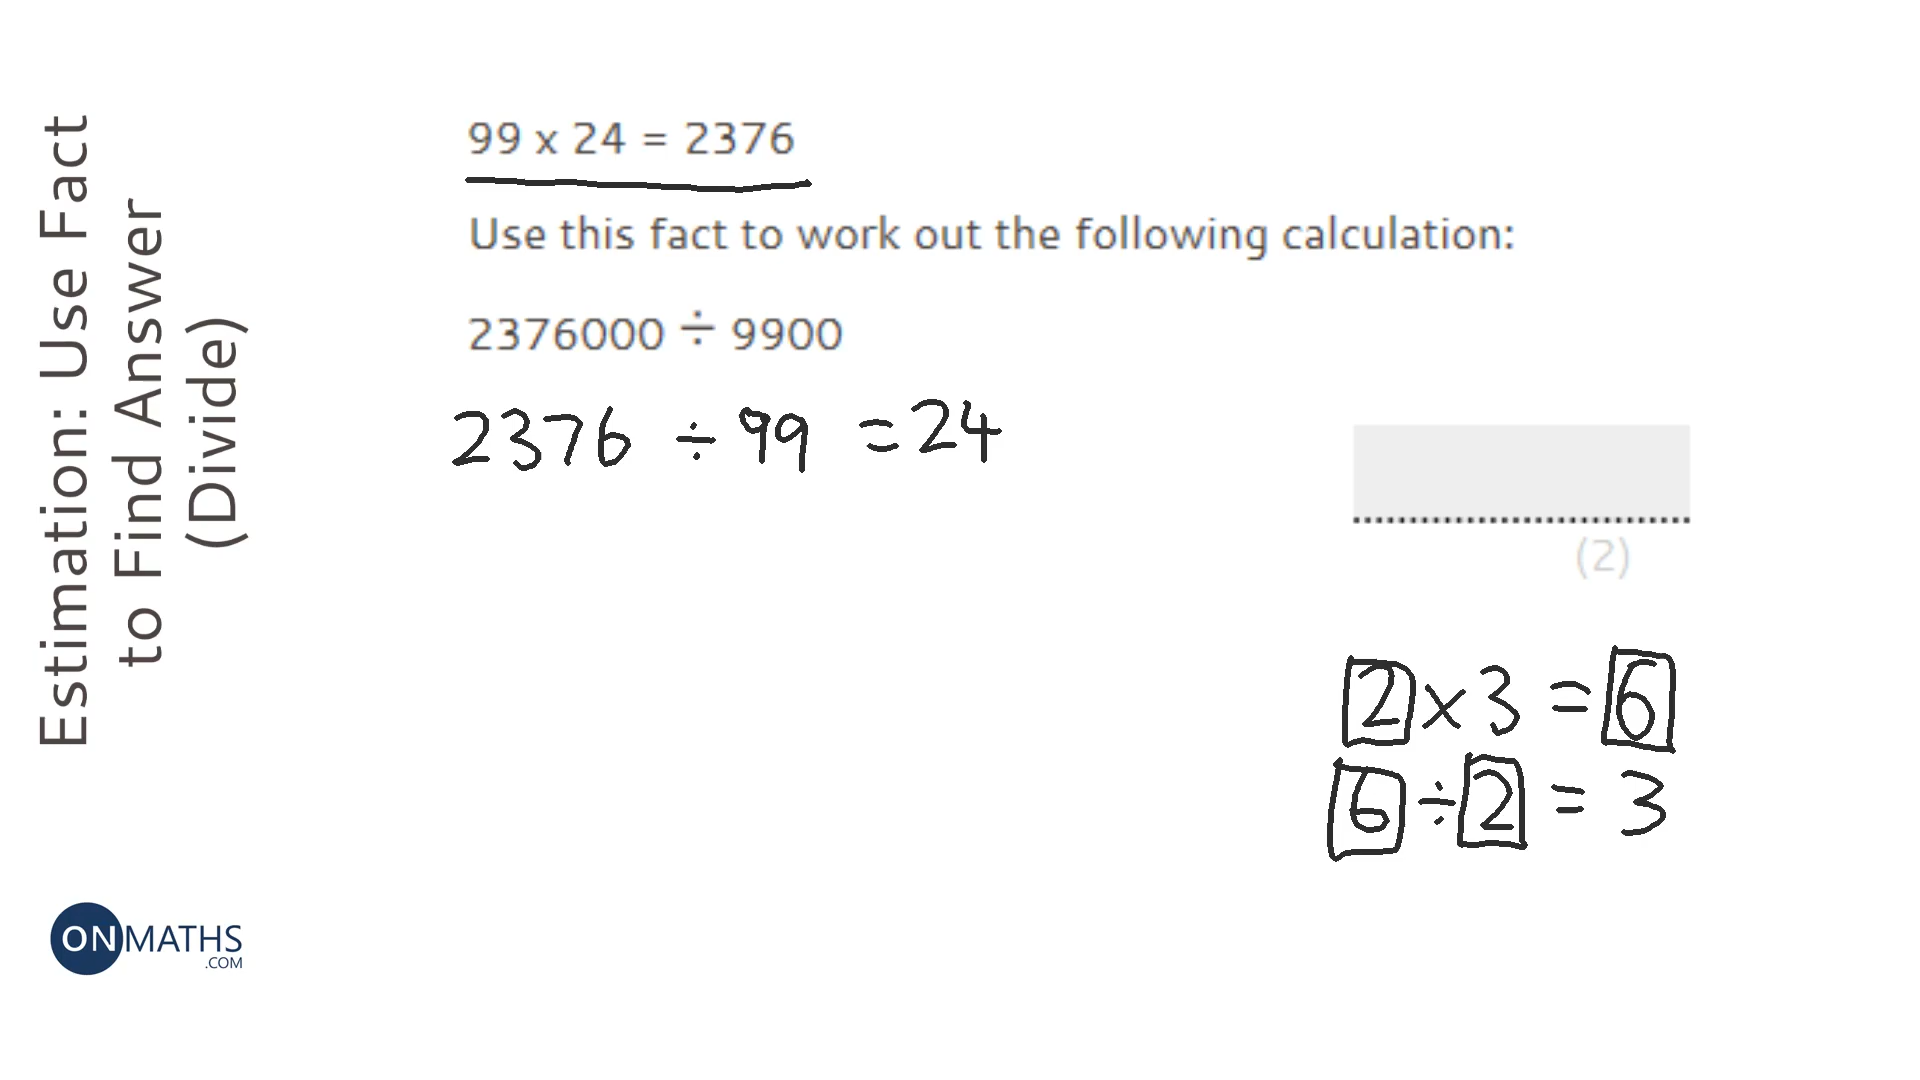 Estimation: Use Fact
to Find Answer
(Divide)
99 x 24 = 2376
Use this fact to work out the following calculation:
2376000 ÷ 9900
2376 ÷ 99 = 24
(2)
2 x 3 = 6
6 ÷ 2 = 3
ONMATHS
.COM